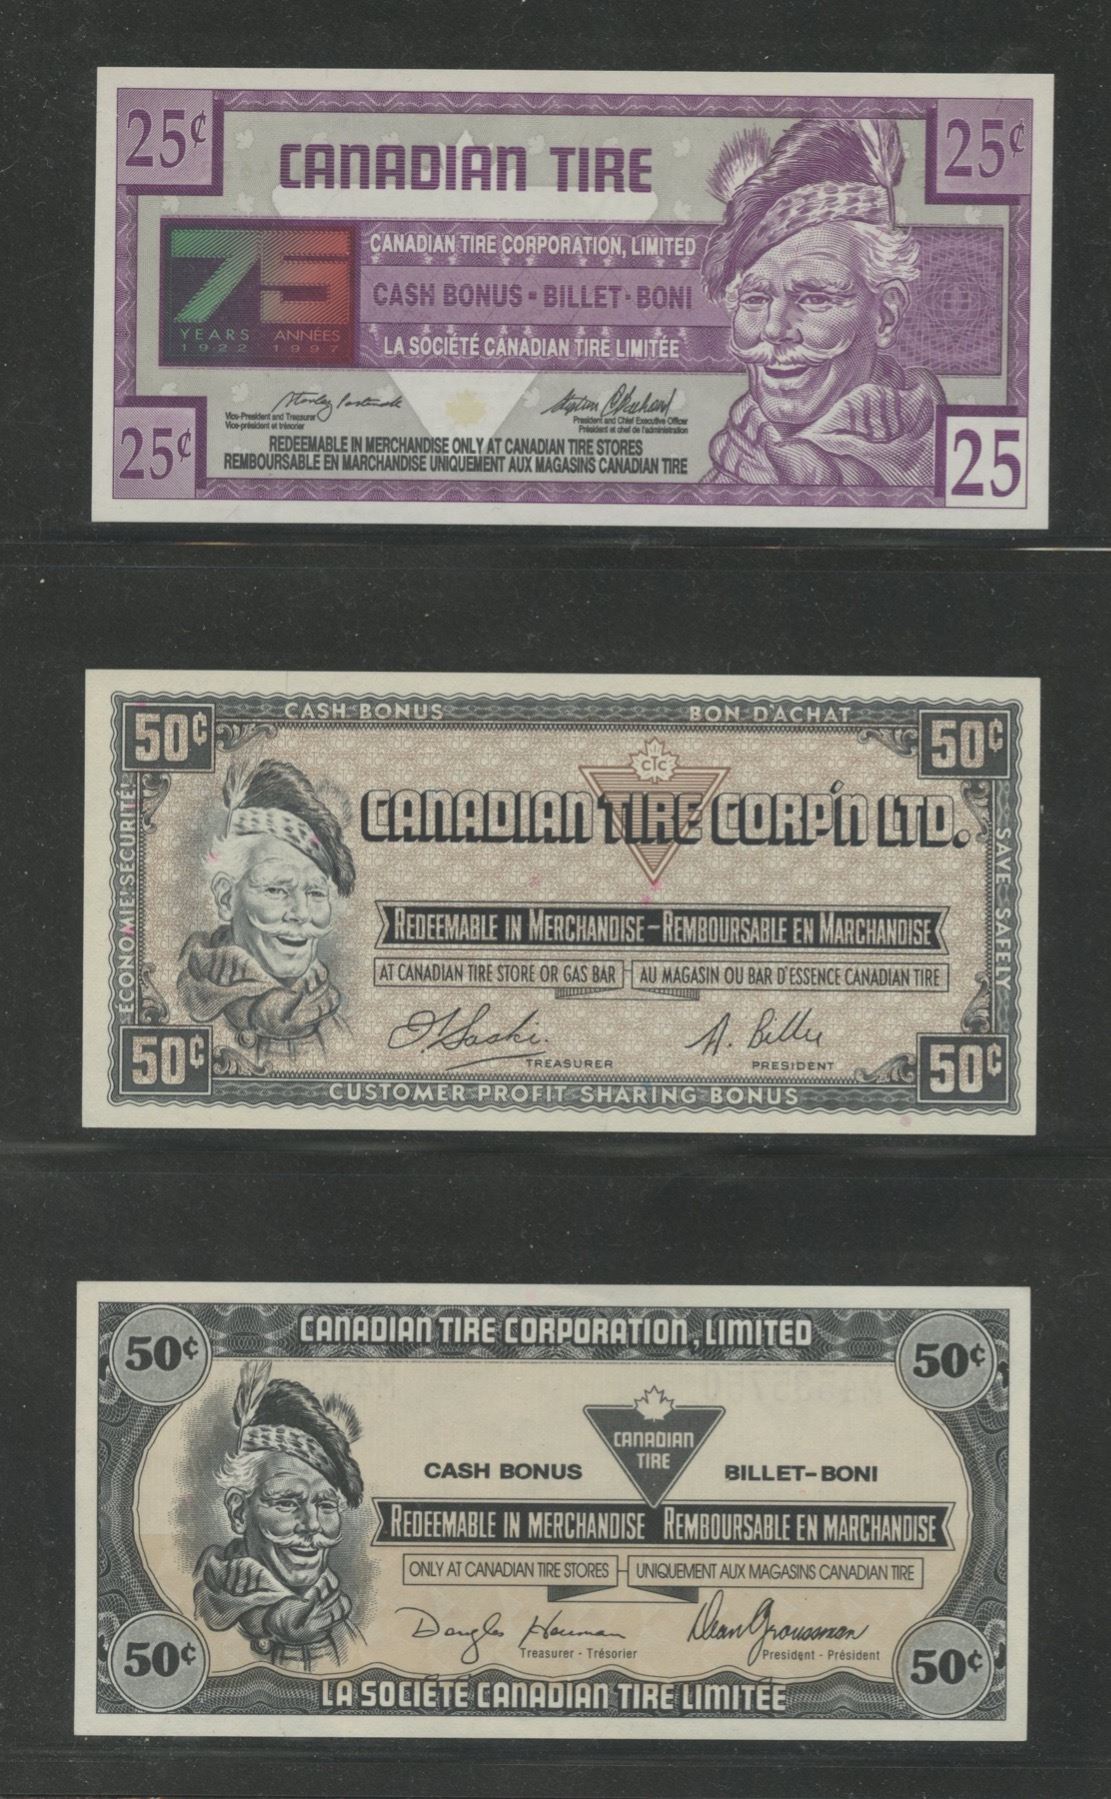 25¢
25¢
CANADIAN TIRE
75
YEARS ANNÉES
1922 1997
CANADIAN TIRE CORPORATION, LIMITED
CASH BONUS - BILLET - BONI
LA SOCIÉTÉ CANADIAN TIRE LIMITÉE
Vice-President and Treasurer
Vice-président et trésorier
President and Chief Executive Officer
Président et chef de l'administration
REDEEMABLE IN MERCHANDISE ONLY AT CANADIAN TIRE STORES
REMBOURSABLE EN MARCHANDISE UNIQUEMENT AUX MAGASINS CANADIAN TIRE
25¢
25
CASH BONUS BON D'ACHAT
50¢
50¢
CTC
CANADIAN TIRE CORP'N LTD.
ÉCONOMIE! SÉCURITÉ!
SAVE SAFELY
REDEEMABLE IN MERCHANDISE – REMBOURSABLE EN MARCHANDISE
AT CANADIAN TIRE STORE OR GAS BAR AU MAGASIN OU BAR D'ESSENCE CANADIAN TIRE
TREASURER PRESIDENT
50¢
50¢
CUSTOMER PROFIT SHARING BONUS
CANADIAN TIRE CORPORATION, LIMITED
50¢
50¢
CANADIAN
TIRE
CASH BONUS BILLET-BONI
REDEEMABLE IN MERCHANDISE REMBOURSABLE EN MARCHANDISE
ONLY AT CANADIAN TIRE STORES UNIQUEMENT AUX MAGASINS CANADIAN TIRE
Douglas Dean Groussman
Treasurer - Trésorier President - Président
50¢
50¢
LA SOCIÉTÉ CANADIAN TIRE LIMITÉE